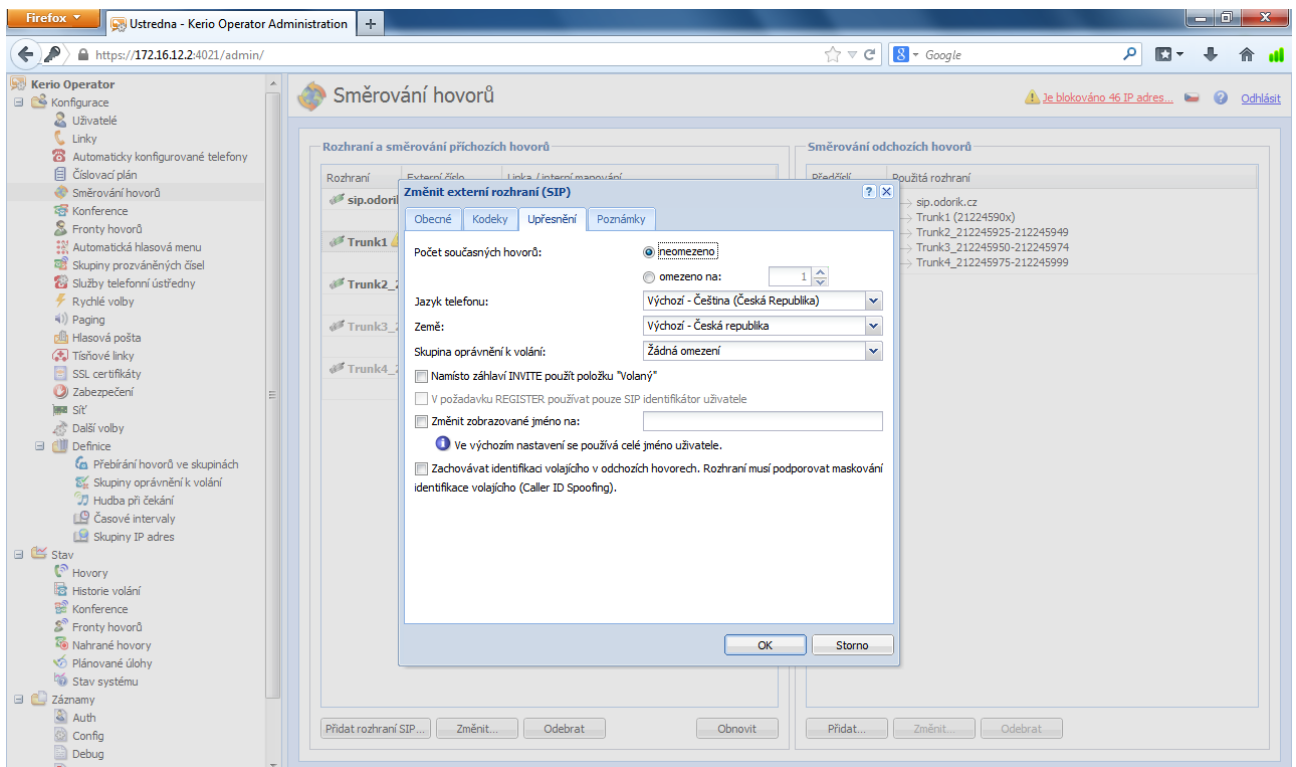 Firefox
Ustredna - Kerio Operator Administration
https://172.16.12.2:4021/admin/
Google
Kerio Operator
Konfigurace
Uživatelé
Linky
Automaticky konfigurované telefony
Číslovací plán
Směrování hovorů
Konference
Fronty hovorů
Automatická hlasová menu
Skupiny prozváněných čísel
Služby telefonní ústředny
Rychlé volby
Paging
Hlasová pošta
Tísňové linky
SSL certifikáty
Zabezpečení
Síť
Další volby
Definice
Přebírání hovorů ve skupinách
Skupiny oprávnění k volání
Hudba při čekání
Časové intervaly
Skupiny IP adres
Stav
Hovory
Historie volání
Konference
Fronty hovorů
Nahrané hovory
Plánované úlohy
Stav systému
Záznamy
Auth
Config
Debug
Směrování hovorů
Je blokováno 46 IP adres...
Odhlásit
Rozhraní a směrování příchozích hovorů
Rozhraní Externí číslo Linka / interní mapování
sip.odorik
Trunk1
Trunk2_2
Trunk3_2
Trunk4_2
Přidat rozhraní SIP... Změnit... Odebrat Obnovit
Změnit externí rozhraní (SIP)
Obecné Kodeky Upřesnění Poznámky
Počet současných hovorů: neomezeno
omezeno na: 1
Jazyk telefonu: Výchozí - Čeština (Česká Republika)
Země: Výchozí - Česká republika
Skupina oprávnění k volání: Žádná omezení
Namísto záhlaví INVITE použít položku "Volaný"
V požadavku REGISTER používat pouze SIP identifikátor uživatele
Změnit zobrazované jméno na:
Ve výchozím nastavení se používá celé jméno uživatele.
Zachovávat identifikaci volajícího v odchozích hovorech. Rozhraní musí podporovat maskování
identifikace volajícího (Caller ID Spoofing).
OK Storno
Směrování odchozích hovorů
Předčíslí Použitá rozhraní
sip.odorik.cz
Trunk1 (21224590x)
Trunk2_212245925-212245949
Trunk3_212245950-212245974
Trunk4_212245975-212245999
Přidat... Změnit... Odebrat